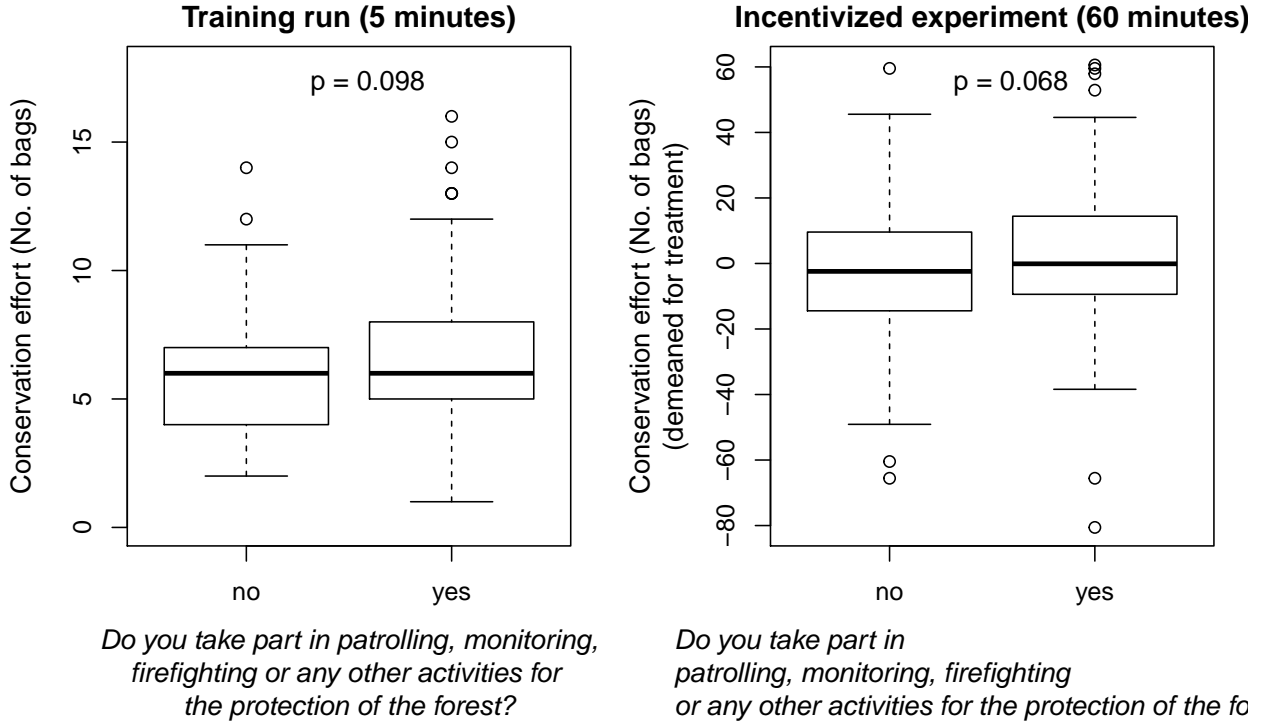 Training run (5 minutes)
p = 0.098
Conservation effort (No. of bags)
15
10
5
0
no yes
Do you take part in patrolling, monitoring,
firefighting or any other activities for
the protection of the forest?
Incentivized experiment (60 minutes)
p = 0.068
Conservation effort (No. of bags)
(demeaned for treatment)
60
40
20
0
−20
−40
−60
−80
no yes
Do you take part in
patrolling, monitoring, firefighting
or any other activities for the protection of the fo